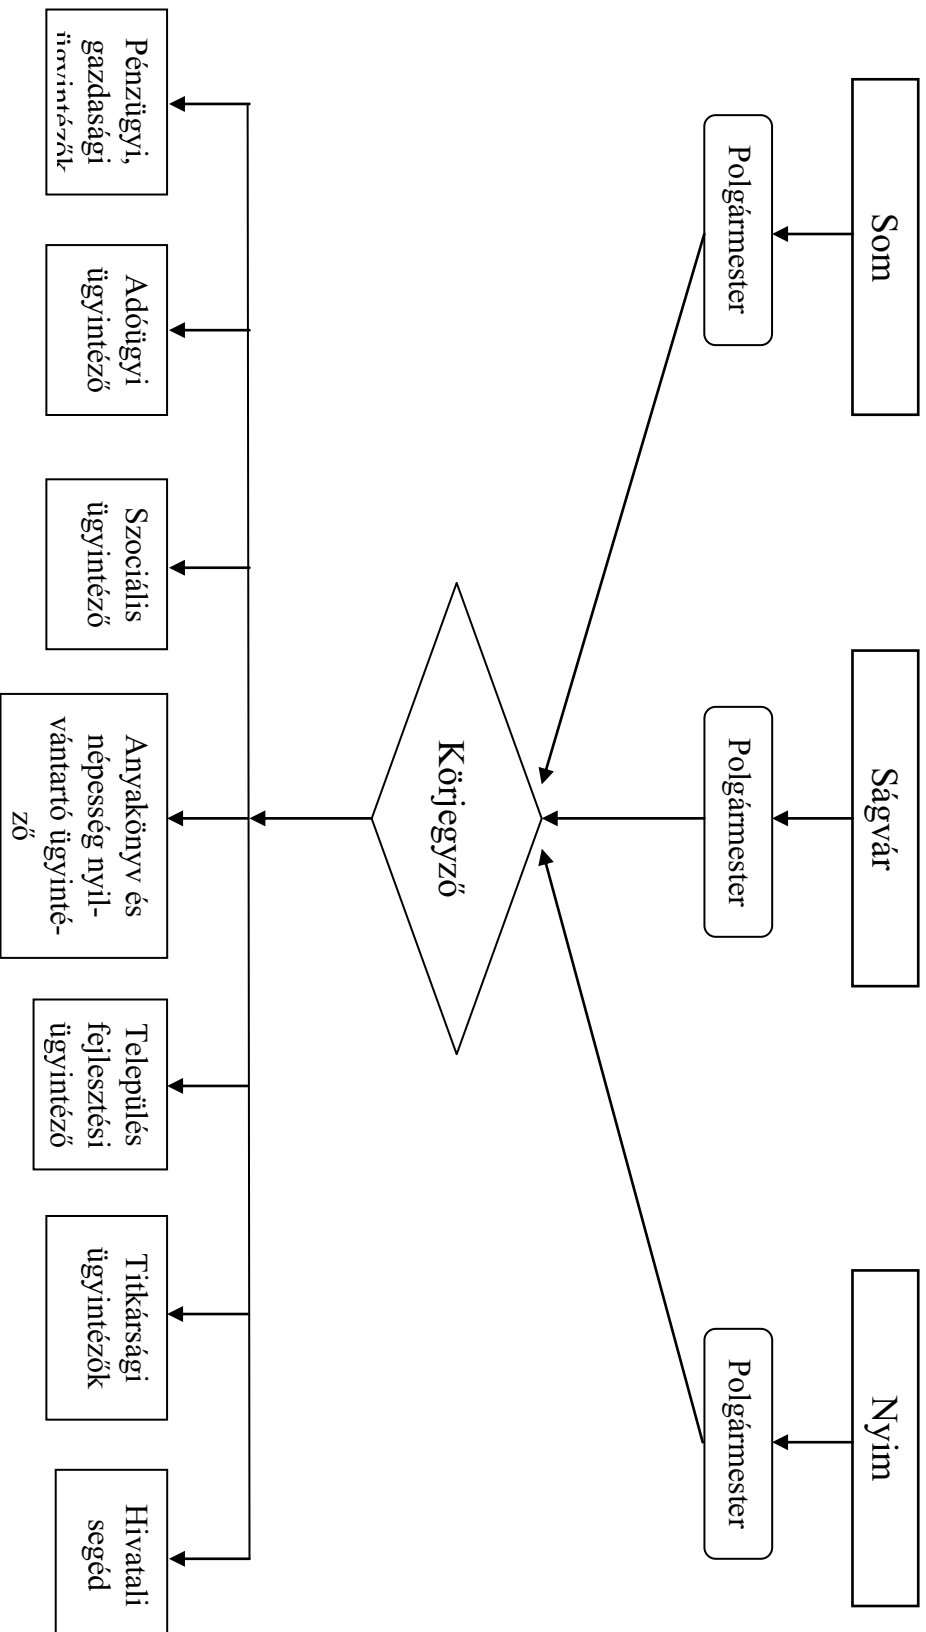 Som
Ságvár
Nyim
Polgármester
Polgármester
Polgármester
Körjegyző
Pénzügyi,
gazdasági
ügyintézők
Adóügyi
ügyintéző
Szociális
ügyintéző
Anyakönyv és
népesség nyil-
vántartó ügyinté-
ző
Település
fejlesztési
ügyintéző
Titkársági
ügyintézők
Hivatali
segéd